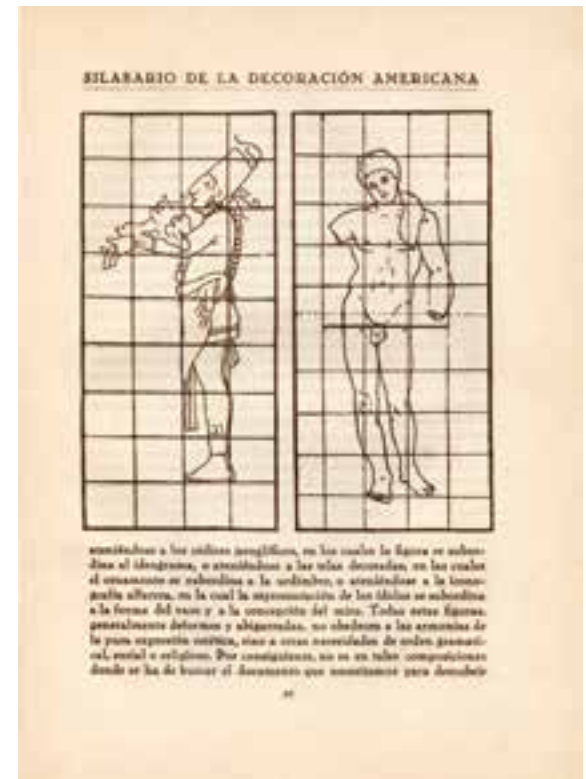 SILABARIO DE LA DECORACIÓN AMERICANA
ateniéndose a los códices jeroglíficos, en los cuales la figura se subor-
dina al ideograma, o ateniéndose a las telas decoradas, en las cuales
el ornamento se subordina a la urdimbre, o ateniéndose a la icono-
grafía alfarera, en la cual la representación de los ídolos se subordina
a la forma del vaso y a la concepción del mito. Todas estas figuras,
generalmente deformes y abigarradas, no obedecen a las armonías de
la pura expresión estética, sino a otras necesidades de orden gramati-
cal, social o religioso. Por consiguiente, no es en tales composiciones
donde se ha de buscar el documento que necesitamos para descubrir